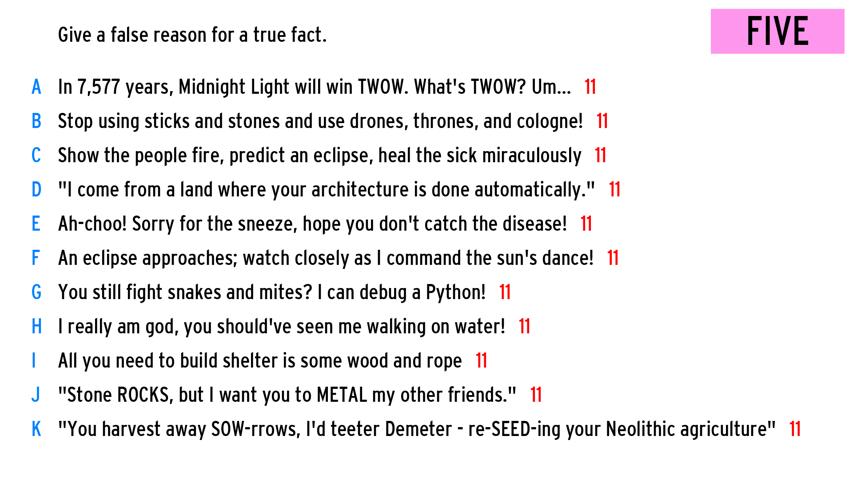 Give a false reason for a true fact.
FIVE
A In 7,577 years, Midnight Light will win TWOW. What's TWOW? Um... 11
B Stop using sticks and stones and use drones, thrones, and cologne! 11
C Show the people fire, predict an eclipse, heal the sick miraculously 11
D "I come from a land where your architecture is done automatically." 11
E Ah-choo! Sorry for the sneeze, hope you don't catch the disease! 11
F An eclipse approaches; watch closely as I command the sun's dance! 11
G You still fight snakes and mites? I can debug a Python! 11
H I really am god, you should've seen me walking on water! 11
I All you need to build shelter is some wood and rope 11
J "Stone ROCKS, but I want you to METAL my other friends." 11
K "You harvest away SOW-rrows, I'd teeter Demeter - re-SEED-ing your Neolithic agriculture" 11